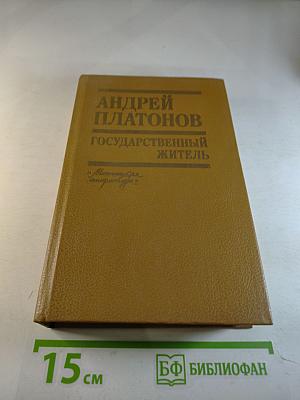 АНДРЕЙ
ПЛАТОНОВ
ГОСУДАРСТВЕННЫЙ
ЖИТЕЛЬ
15 см
БФ БИБЛИОФАН